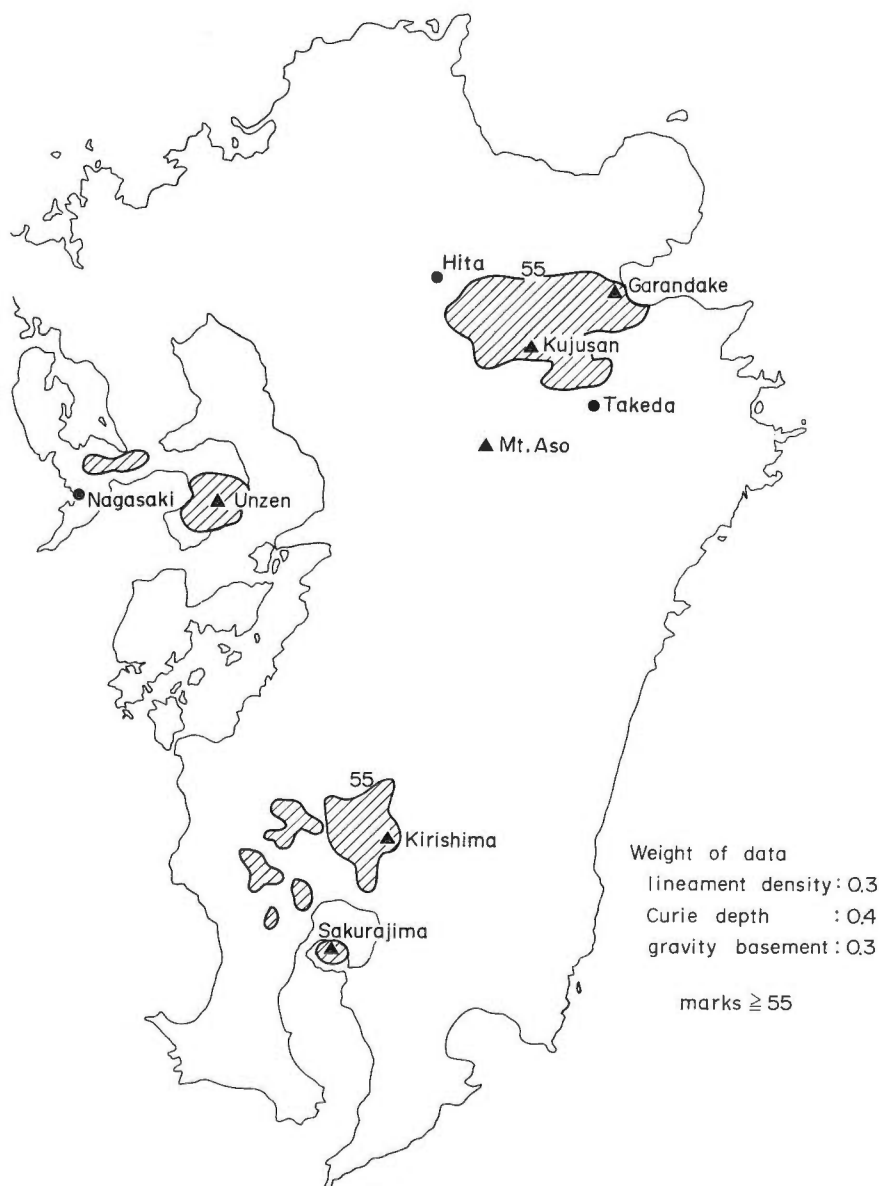 Hita
55
Garandake
Kujusan
Takeda
Mt. Aso
Nagasaki
Unzen
55
Kirishima
Sakurajima
Weight of data
lineament density : 0.3
Curie depth : 0.4
gravity basement : 0.3
marks ≧ 55